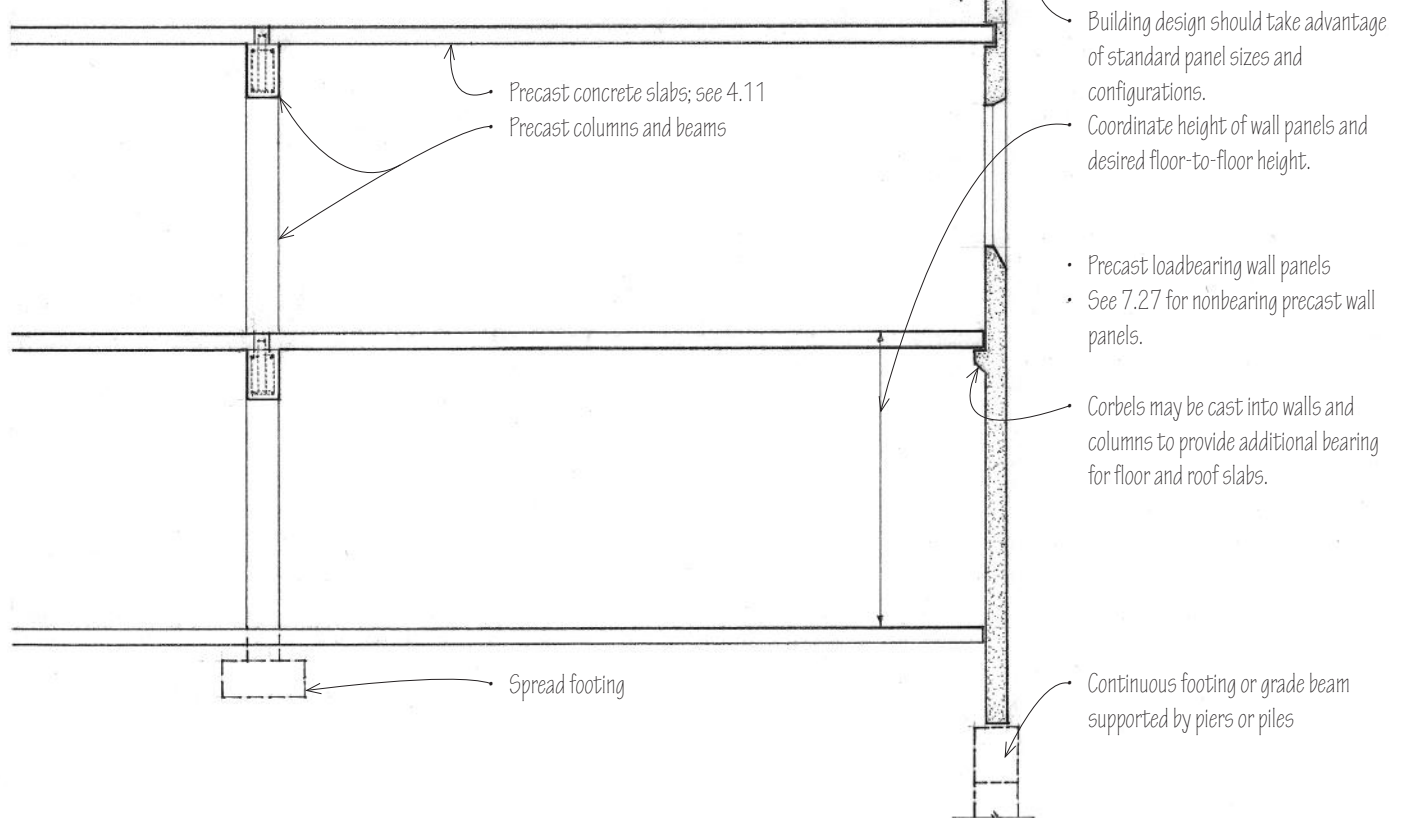 Building design should take advantage
of standard panel sizes and
configurations.
Precast concrete slabs; see 4.11
Precast columns and beams
• Coordinate height of wall panels and
desired floor-to-floor height.
• Precast loadbearing wall panels
• See 7.27 for nonbearing precast wall
panels.
Corbels may be cast into walls and
columns to provide additional bearing
for floor and roof slabs.
Spread footing
Continuous footing or grade beam
supported by piers or piles